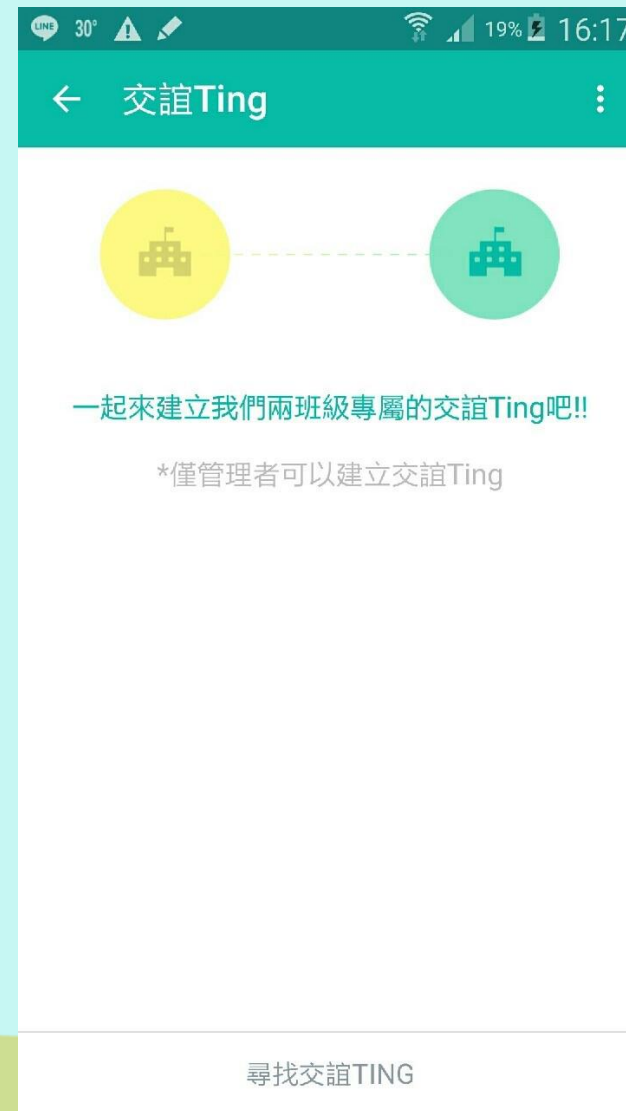 LINE 30° 19% 16:17
交誼Ting
一起來建立我們兩班級專屬的交誼Ting吧!!
*僅管理者可以建立交誼Ting
尋找交誼TING